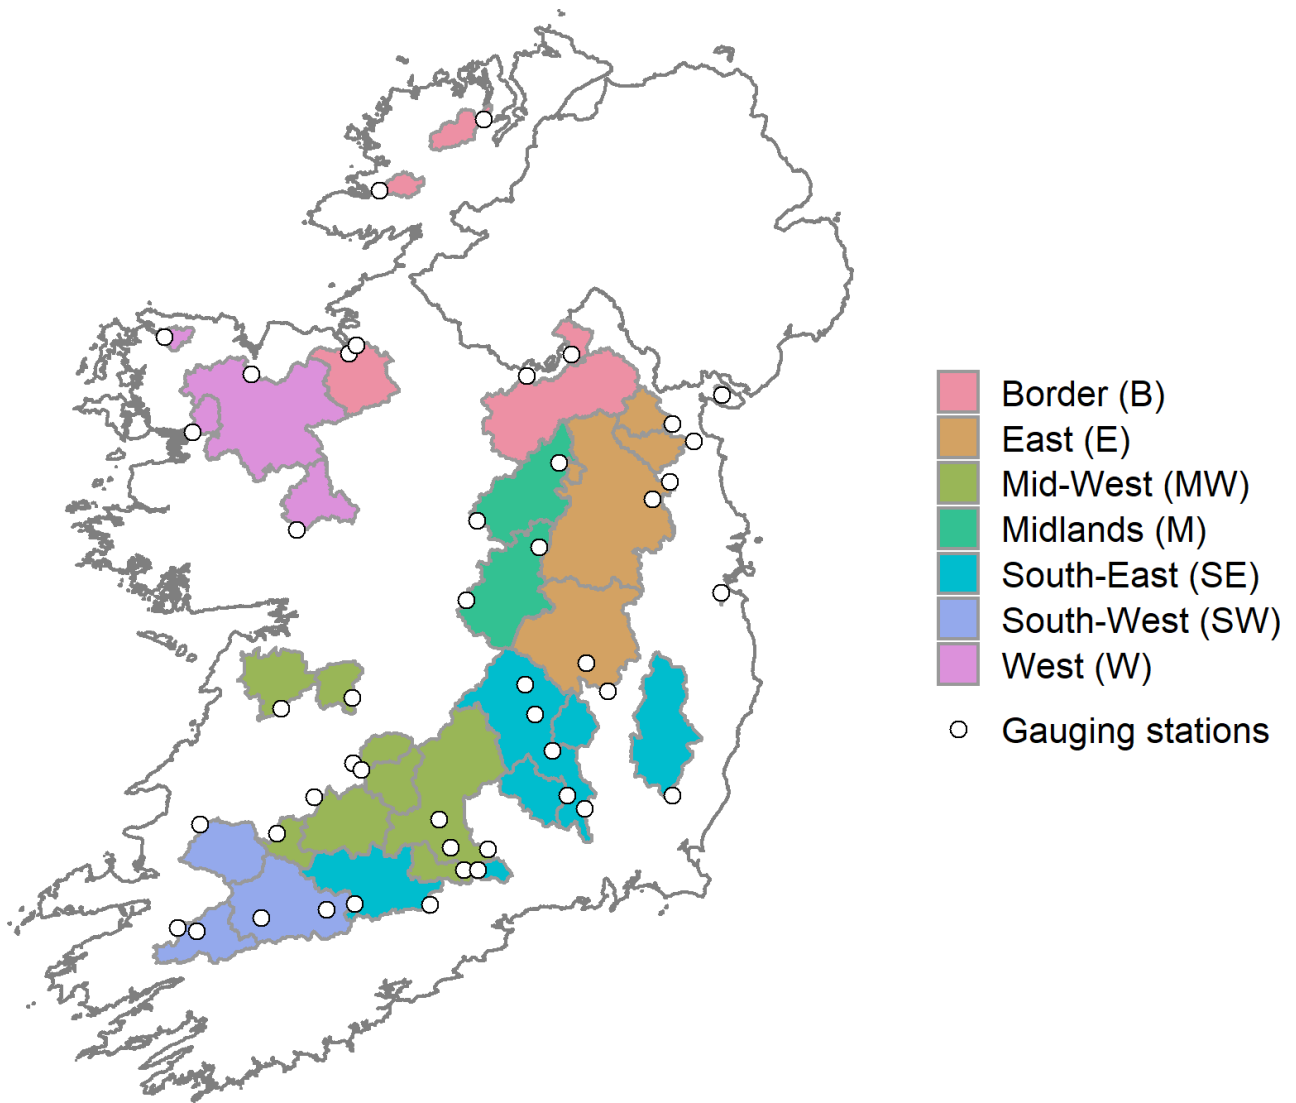 Border (B)
East (E)
Mid-West (MW)
Midlands (M)
South-East (SE)
South-West (SW)
West (W)
Gauging stations